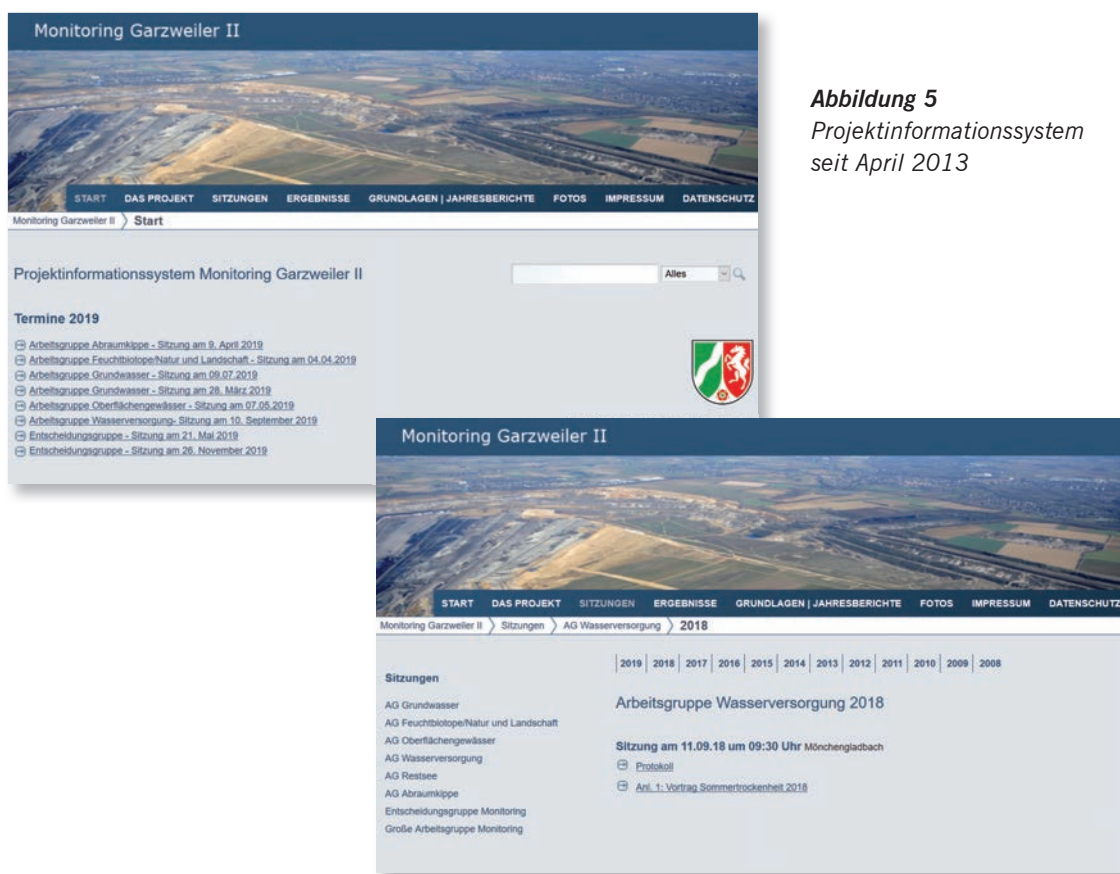 Monitoring Garzweiler II
START DAS PROJEKT SITZUNGEN ERGEBNISSE GRUNDLAGEN | JAHRESBERICHTE FOTOS IMPRESSUM DATENSCHUTZ
Monitoring Garzweiler II Start
Projektinformationssystem Monitoring Garzweiler II
Alles
Termine 2019
Arbeitsgruppe Abraumkippe - Sitzung am 9. April 2019
Arbeitsgruppe Feuchtbiotope/Natur und Landschaft - Sitzung am 04.04.2019
Arbeitsgruppe Grundwasser - Sitzung am 09.07.2019
Arbeitsgruppe Grundwasser - Sitzung am 28. März 2019
Arbeitsgruppe Oberflächengewässer - Sitzung am 07.05.2019
Arbeitsgruppe Wasserversorgung- Sitzung am 10. September 2019
Entscheidungsgruppe - Sitzung am 21. Mai 2019
Entscheidungsgruppe - Sitzung am 26. November 2019
Abbildung 5
Projektinformationssystem
seit April 2013
Monitoring Garzweiler II
START DAS PROJEKT SITZUNGEN ERGEBNISSE GRUNDLAGEN | JAHRESBERICHTE FOTOS IMPRESSUM DATENSCHUTZ
Monitoring Garzweiler II Sitzungen AG Wasserversorgung 2018
Sitzungen
AG Grundwasser
AG Feuchtbiotope/Natur und Landschaft
AG Oberflächengewässer
AG Wasserversorgung
AG Restsee
AG Abraumkippe
Entscheidungsgruppe Monitoring
Große Arbeitsgruppe Monitoring
2019 | 2018 | 2017 | 2016 | 2015 | 2014 | 2013 | 2012 | 2011 | 2010 | 2009 | 2008
Arbeitsgruppe Wasserversorgung 2018
Sitzung am 11.09.18 um 09:30 Uhr Mönchengladbach
Protokoll
Anl. 1: Vortrag Sommertrockenheit 2018